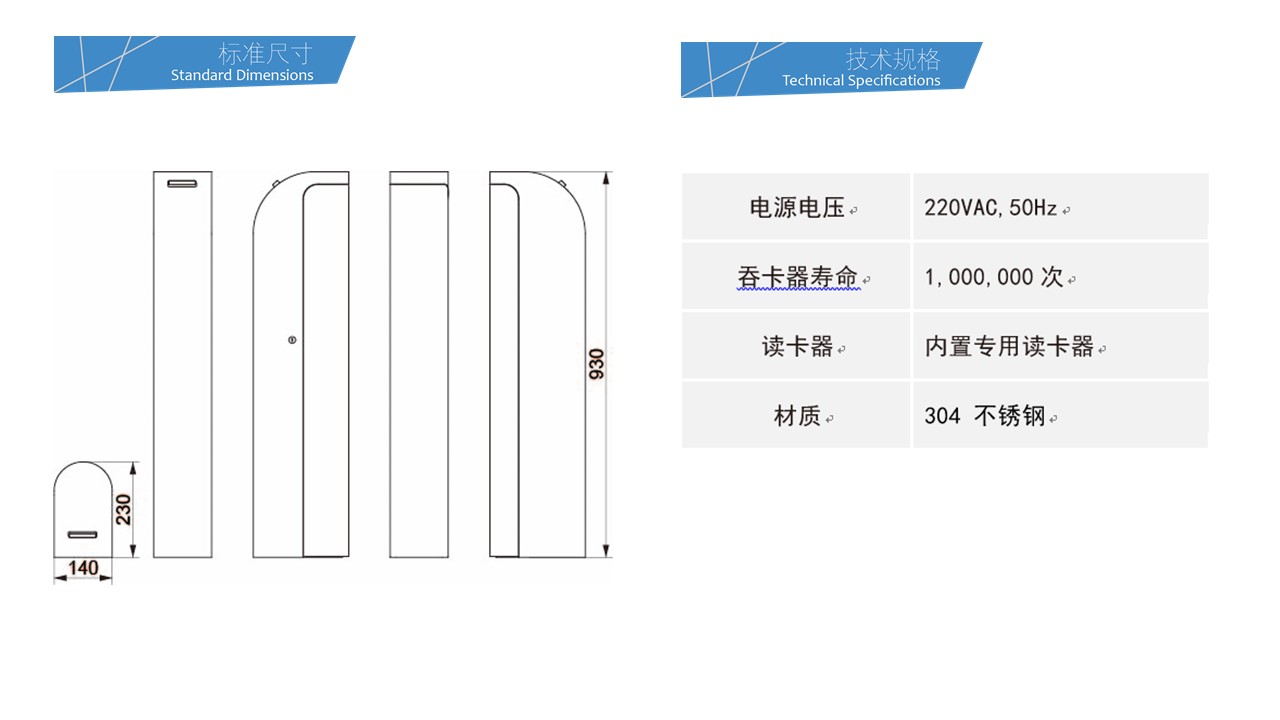 标准尺寸
Standard Dimensions
技术规格
Technical Specifications
930
230
140
电源电压 220VAC,50Hz
吞卡器寿命 1,000,000 次
读卡器 内置专用读卡器
材质 304 不锈钢